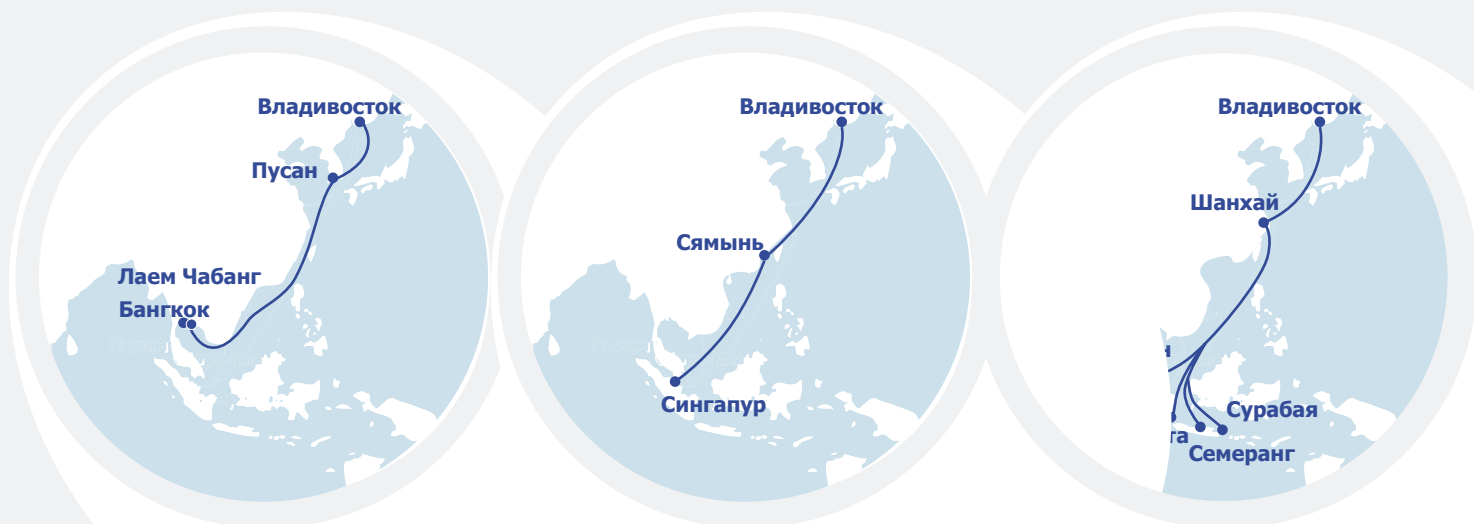 Владивосток
Пусан
Лаем Чабанг
Бангкок
Владивосток
Сямынь
Сингапур
Владивосток
Шанхай
Сурабая
Семеранг